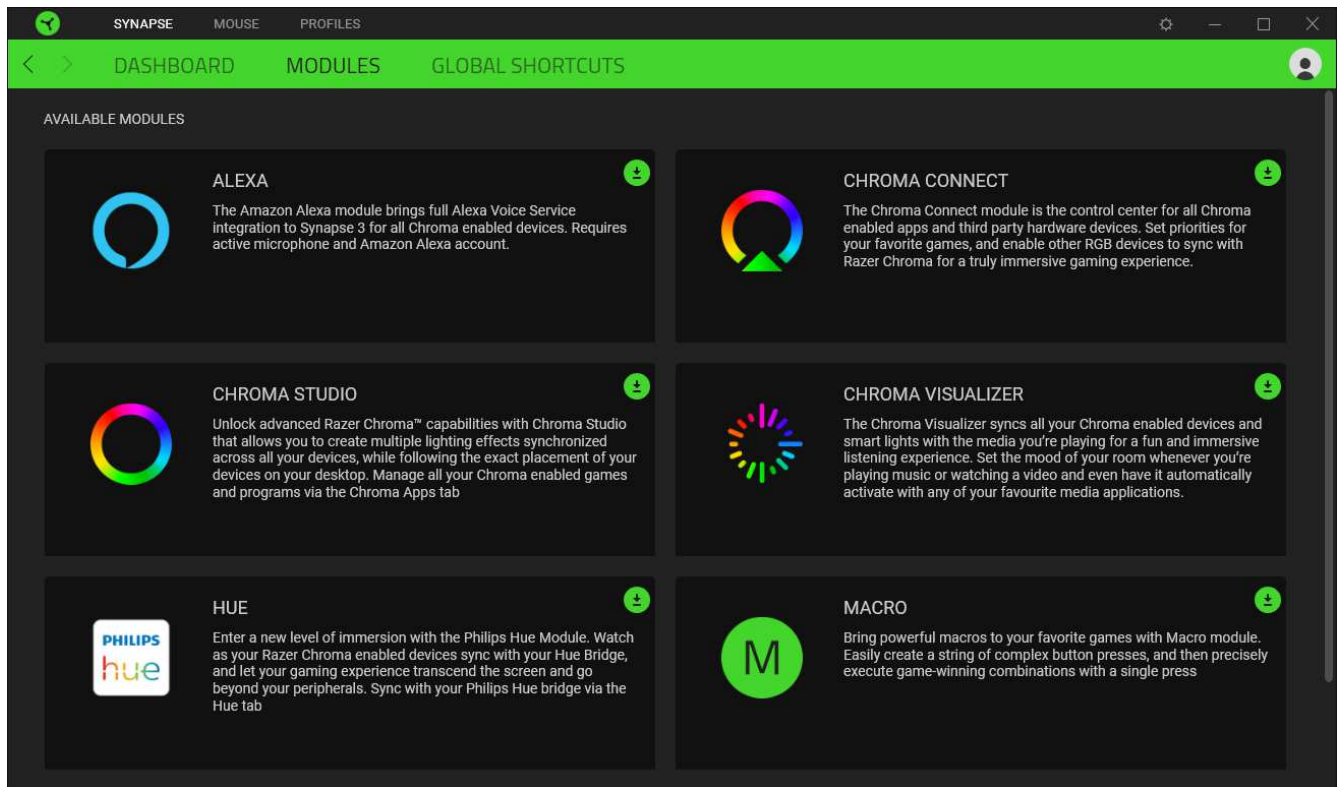 SYNAPSE MOUSE PROFILES
DASHBOARD MODULES GLOBAL SHORTCUTS
AVAILABLE MODULES
ALEXA
The Amazon Alexa module brings full Alexa Voice Service
integration to Synapse 3 for all Chroma enabled devices. Requires
active microphone and Amazon Alexa account.
CHROMA CONNECT
The Chroma Connect module is the control center for all Chroma
enabled apps and third party hardware devices. Set priorities for
your favorite games, and enable other RGB devices to sync with
Razer Chroma for a truly immersive gaming experience.
CHROMA STUDIO
Unlock advanced Razer Chroma™ capabilities with Chroma Studio
that allows you to create multiple lighting effects synchronized
across all your devices, while following the exact placement of your
devices on your desktop. Manage all your Chroma enabled games
and programs via the Chroma Apps tab
CHROMA VISUALIZER
The Chroma Visualizer syncs all your Chroma enabled devices and
smart lights with the media you're playing for a fun and immersive
listening experience. Set the mood of your room whenever you're
playing music or watching a video and even have it automatically
activate with any of your favourite media applications.
PHILIPS
hue
HUE
Enter a new level of immersion with the Philips Hue Module. Watch
as your Razer Chroma enabled devices sync with your Hue Bridge,
and let your gaming experience transcend the screen and go
beyond your peripherals. Sync with your Philips Hue bridge via the
Hue tab
M
MACRO
Bring powerful macros to your favorite games with Macro module.
Easily create a string of complex button presses, and then precisely
execute game-winning combinations with a single press